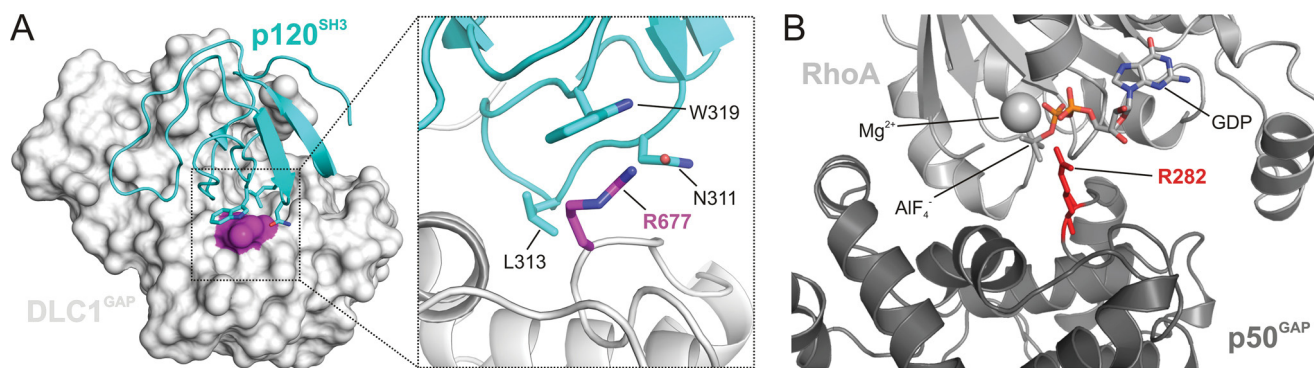 A
p120SH3
DLC1GAP
W319
N311
R677
L313
B
RhoA
Mg2+
GDP
R282
AlF4-
p50GAP